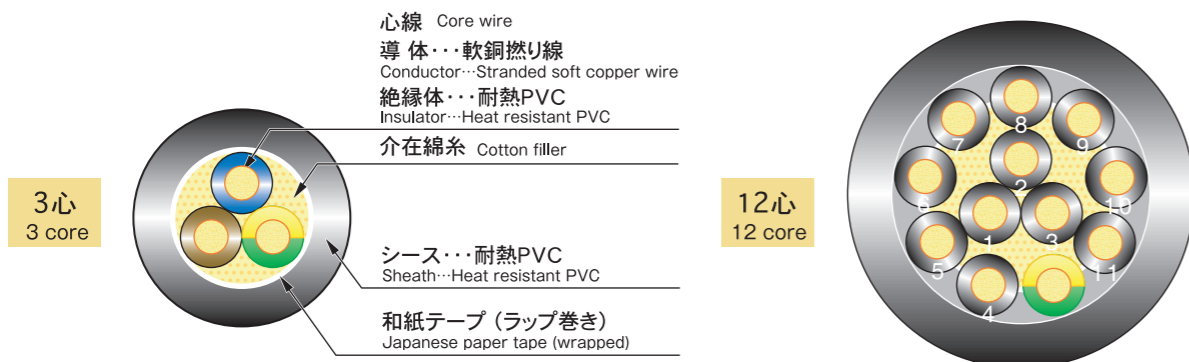 心線 Core wire
導 体･･･軟銅撚り線
Conductor…Stranded soft copper wire
絶縁体･･･耐熱PVC
Insulator…Heat resistant PVC
介在綿糸 Cotton filler
3心
3 core
シース･･･耐熱PVC
Sheath…Heat resistant PVC
和紙テープ（ラップ巻き）
Japanese paper tape (wrapped)
12心
12 core
8
7
9
2
6
10
1
3
5
11
4